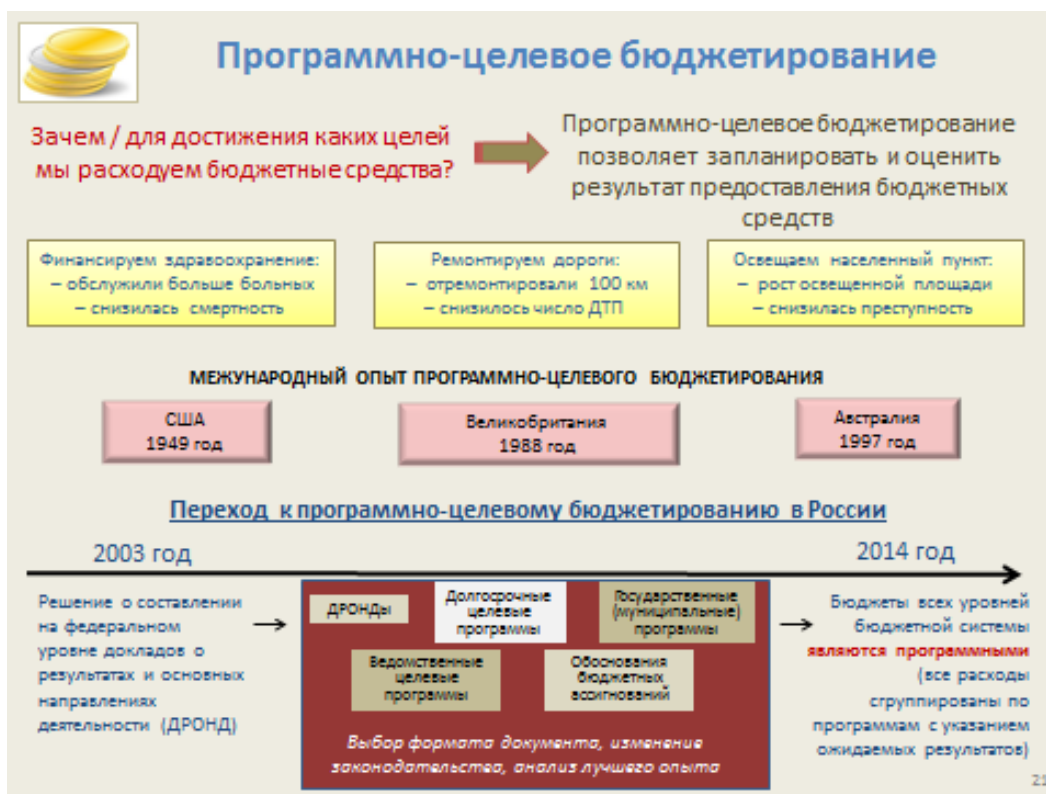 Программно-целевое бюджетирование
Зачем / для достижения каких целей
мы расходуем бюджетные средства?
Программно-целевое бюджетирование
позволяет запланировать и оценить
результат предоставления бюджетных
средств
Финансируем здравоохранение:
– обслужили больше больных
– снизилась смертность
Ремонтируем дороги:
– отремонтировали 100 км
– снизилось число ДТП
Освещаем населенный пункт:
– рост освещенной площади
– снизилась преступность
МЕЖУНАРОДНЫЙ ОПЫТ ПРОГРАММНО-ЦЕЛЕВОГО БЮДЖЕТИРОВАНИЯ
США
1949 год
Великобритания
1988 год
Австралия
1997 год
Переход к программно-целевому бюджетированию в России
2003 год
2014 год
Решение о составлении
на федеральном
уровне докладов о
результатах и основных
направлениях
деятельности (ДРОНД)
ДРОНДы
Долгосрочные
целевые
программы
Государственные
(муниципальные)
программы
Ведомственные
целевые
программы
Обоснования
бюджетных
ассигнований
Выбор формата документа, изменение
законодательства, анализ лучшего опыта
Бюджеты всех уровней
бюджетной системы
являются программными
(все расходы
сгруппированы по
программам с указанием
ожидаемых результатов)
21